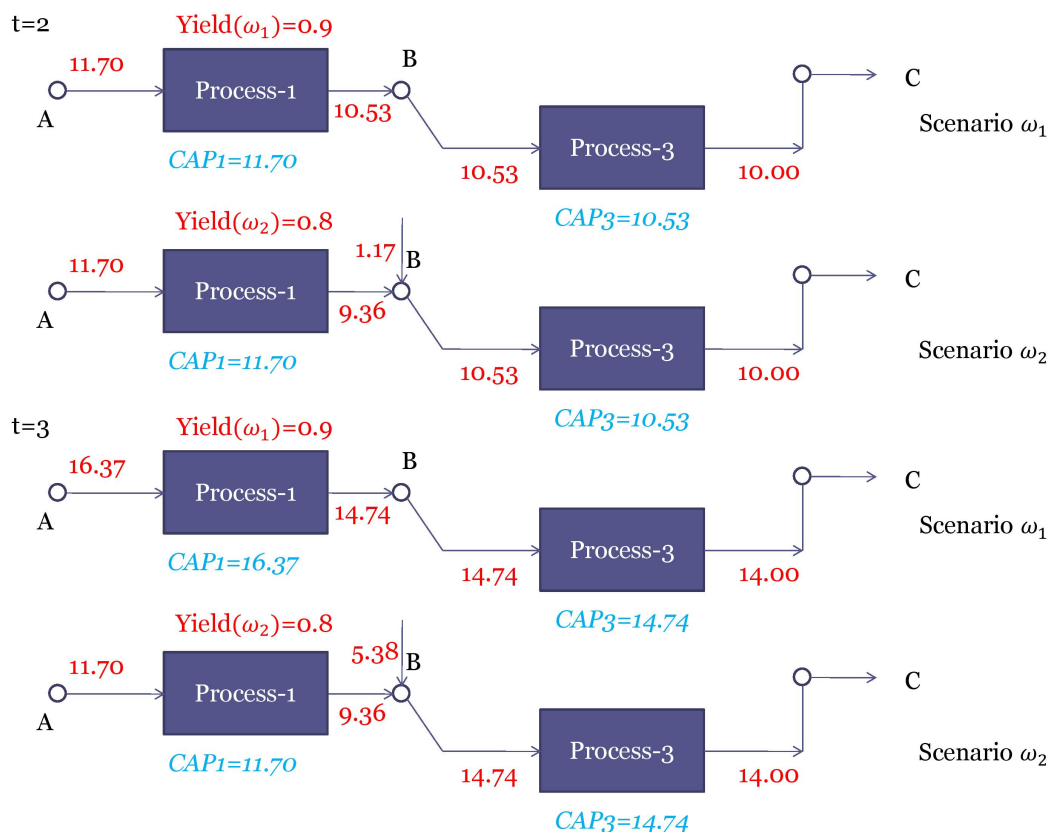 t=2
Yield(ω₁)=0.9
11.70
Process-1
B
A
10.53
C
Scenario ω₁
CAP1=11.70
10.53
Process-3
10.00
CAP3=10.53
Yield(ω₂)=0.8
11.70
Process-1
1.17
B
A
9.36
C
Scenario ω₂
CAP1=11.70
10.53
Process-3
10.00
CAP3=10.53
t=3
Yield(ω₁)=0.9
16.37
Process-1
B
A
14.74
C
Scenario ω₁
CAP1=16.37
14.74
Process-3
14.00
CAP3=14.74
Yield(ω₂)=0.8
11.70
Process-1
5.38
B
A
9.36
C
Scenario ω₂
CAP1=11.70
14.74
Process-3
14.00
CAP3=14.74